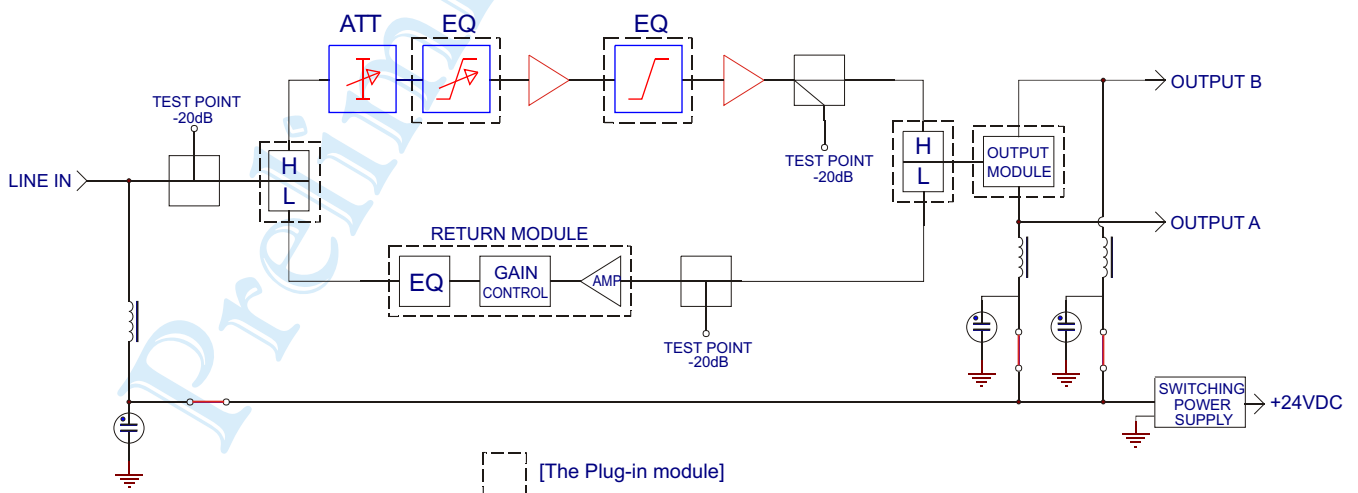 ATT
EQ
EQ
TEST POINT
-20dB
OUTPUT B
H
L
OUTPUT
MODULE
TEST POINT
-20dB
LINE IN
H
L
OUTPUT A
RETURN MODULE
EQ
GAIN
CONTROL
AMP
TEST POINT
-20dB
SWITCHING
POWER
SUPPLY
+24VDC
[The Plug-in module]
Prelim